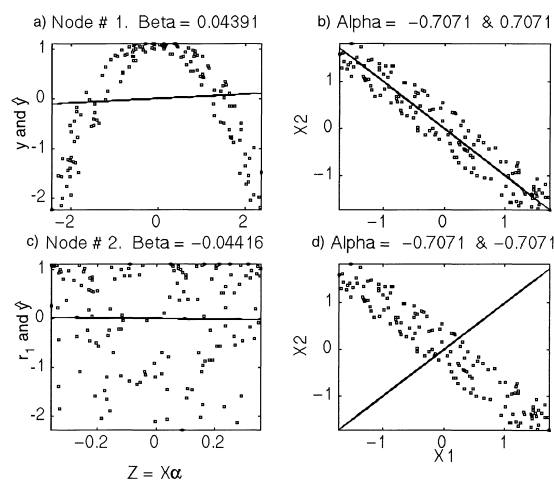 a) Node # 1. Beta = 0.04391
b) Alpha = -0.7071 & 0.7071
1
0
-1
-2
y and ŷ
-2
0
2
1
0
-1
X2
-1
0
1
c) Node # 2. Beta = -0.04416
d) Alpha = -0.7071 & -0.7071
1
0
-1
-2
r₁ and ŷ
-0.2
0
0.2
Z = Xα
1
0
-1
X2
-1
0
1
X1